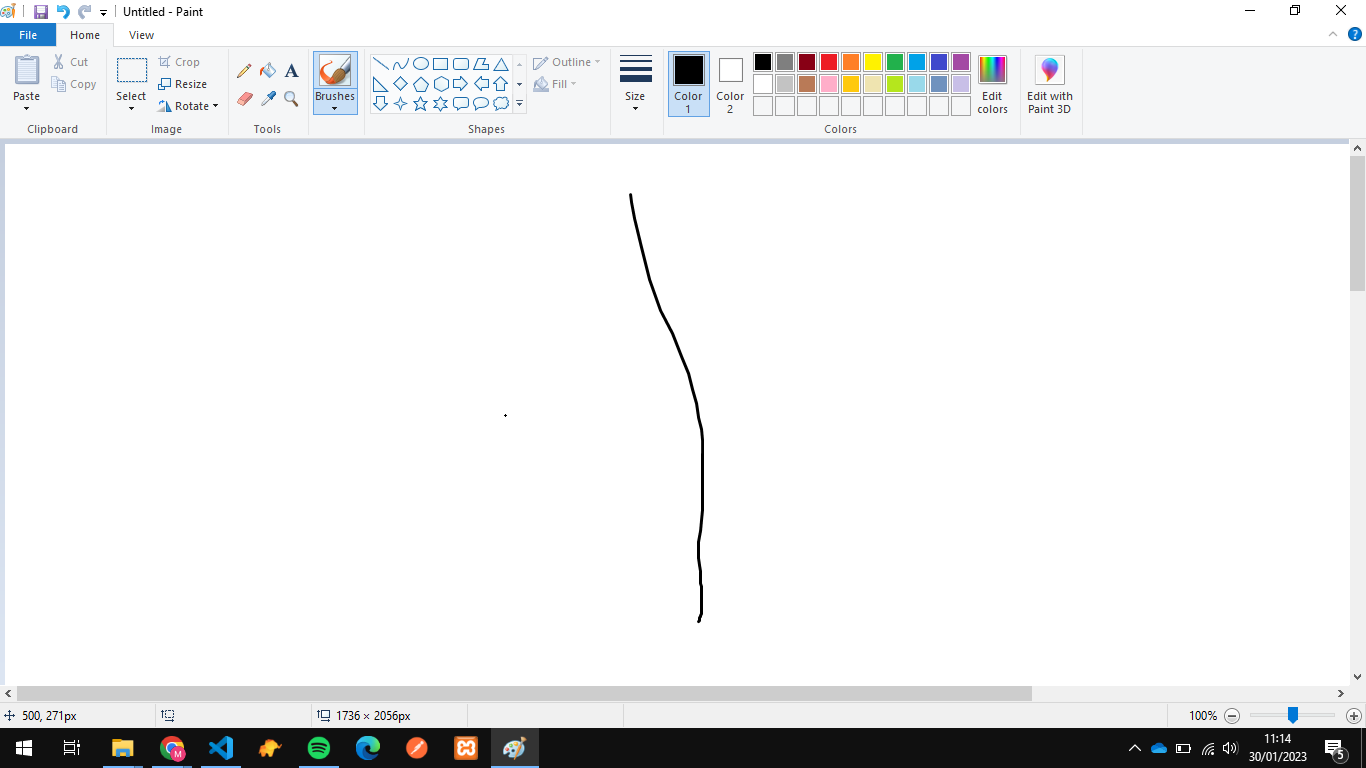 Untitled - Paint
File Home View
Paste Cut Copy Select Crop Resize Rotate Brushes Outline Fill Size Color 1 Color 2 Edit colors Edit with Paint 3D
Clipboard Image Tools Shapes Colors
500, 271px 1736 × 2056px 100%
M
11:14
30/01/2023 5